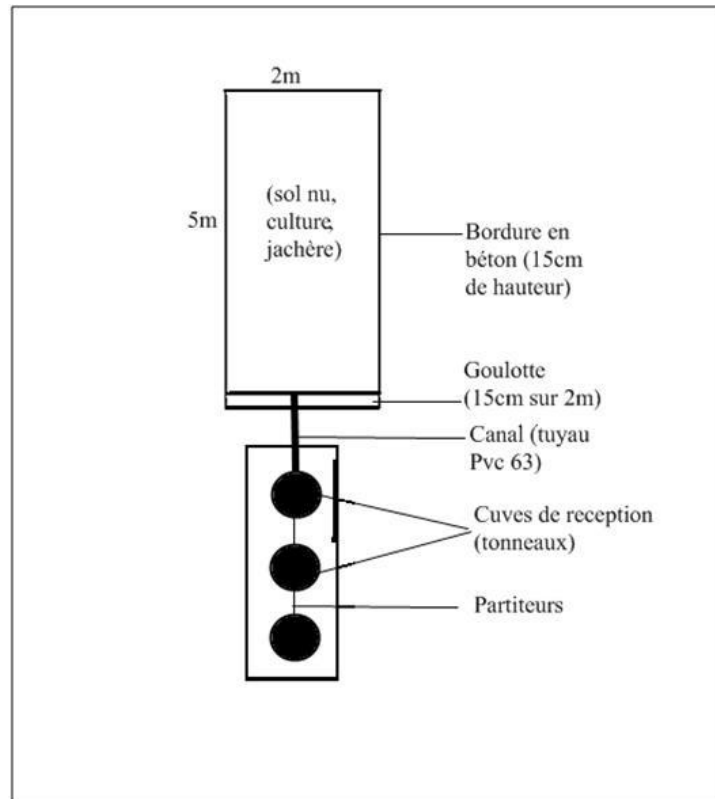 2m
(sol nu,
culture,
jachère)
5m
Bordure en
béton (15cm
de hauteur)
Goulotte
(15cm sur 2m)
Canal (tuyau
Pvc 63)
Cuves de reception
(tonneaux)
Partiteurs